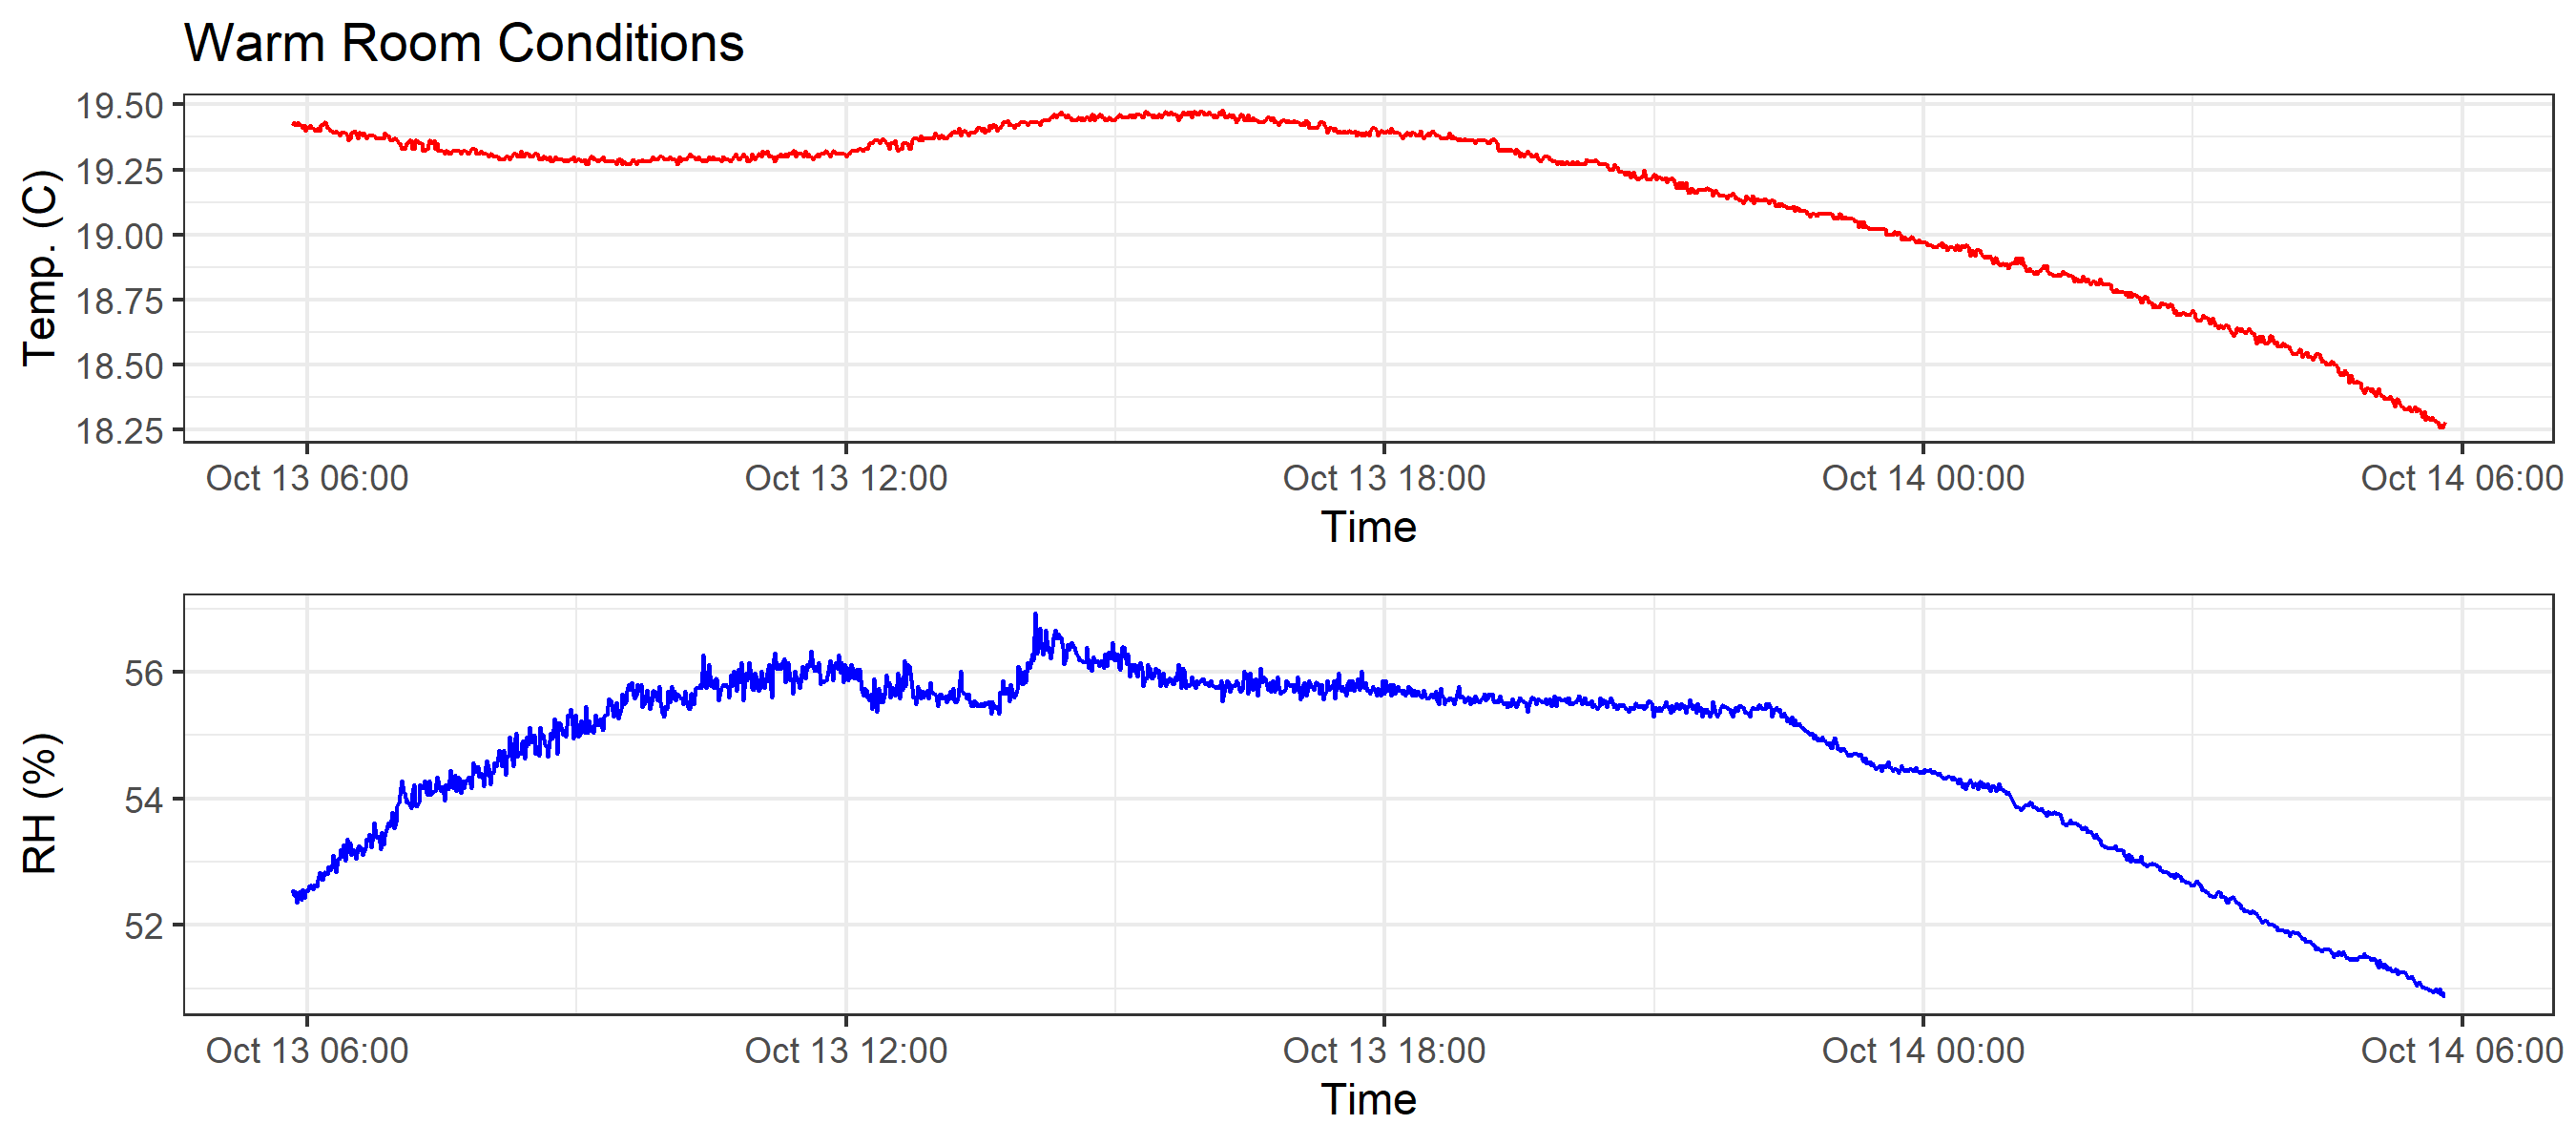 Warm Room Conditions
19.50
19.25
19.00
18.75
18.50
18.25
Temp. (C)
Oct 13 06:00 Oct 13 12:00 Oct 13 18:00 Oct 14 00:00 Oct 14 06:00
Time
56
54
52
RH (%)
Oct 13 06:00 Oct 13 12:00 Oct 13 18:00 Oct 14 00:00 Oct 14 06:00
Time